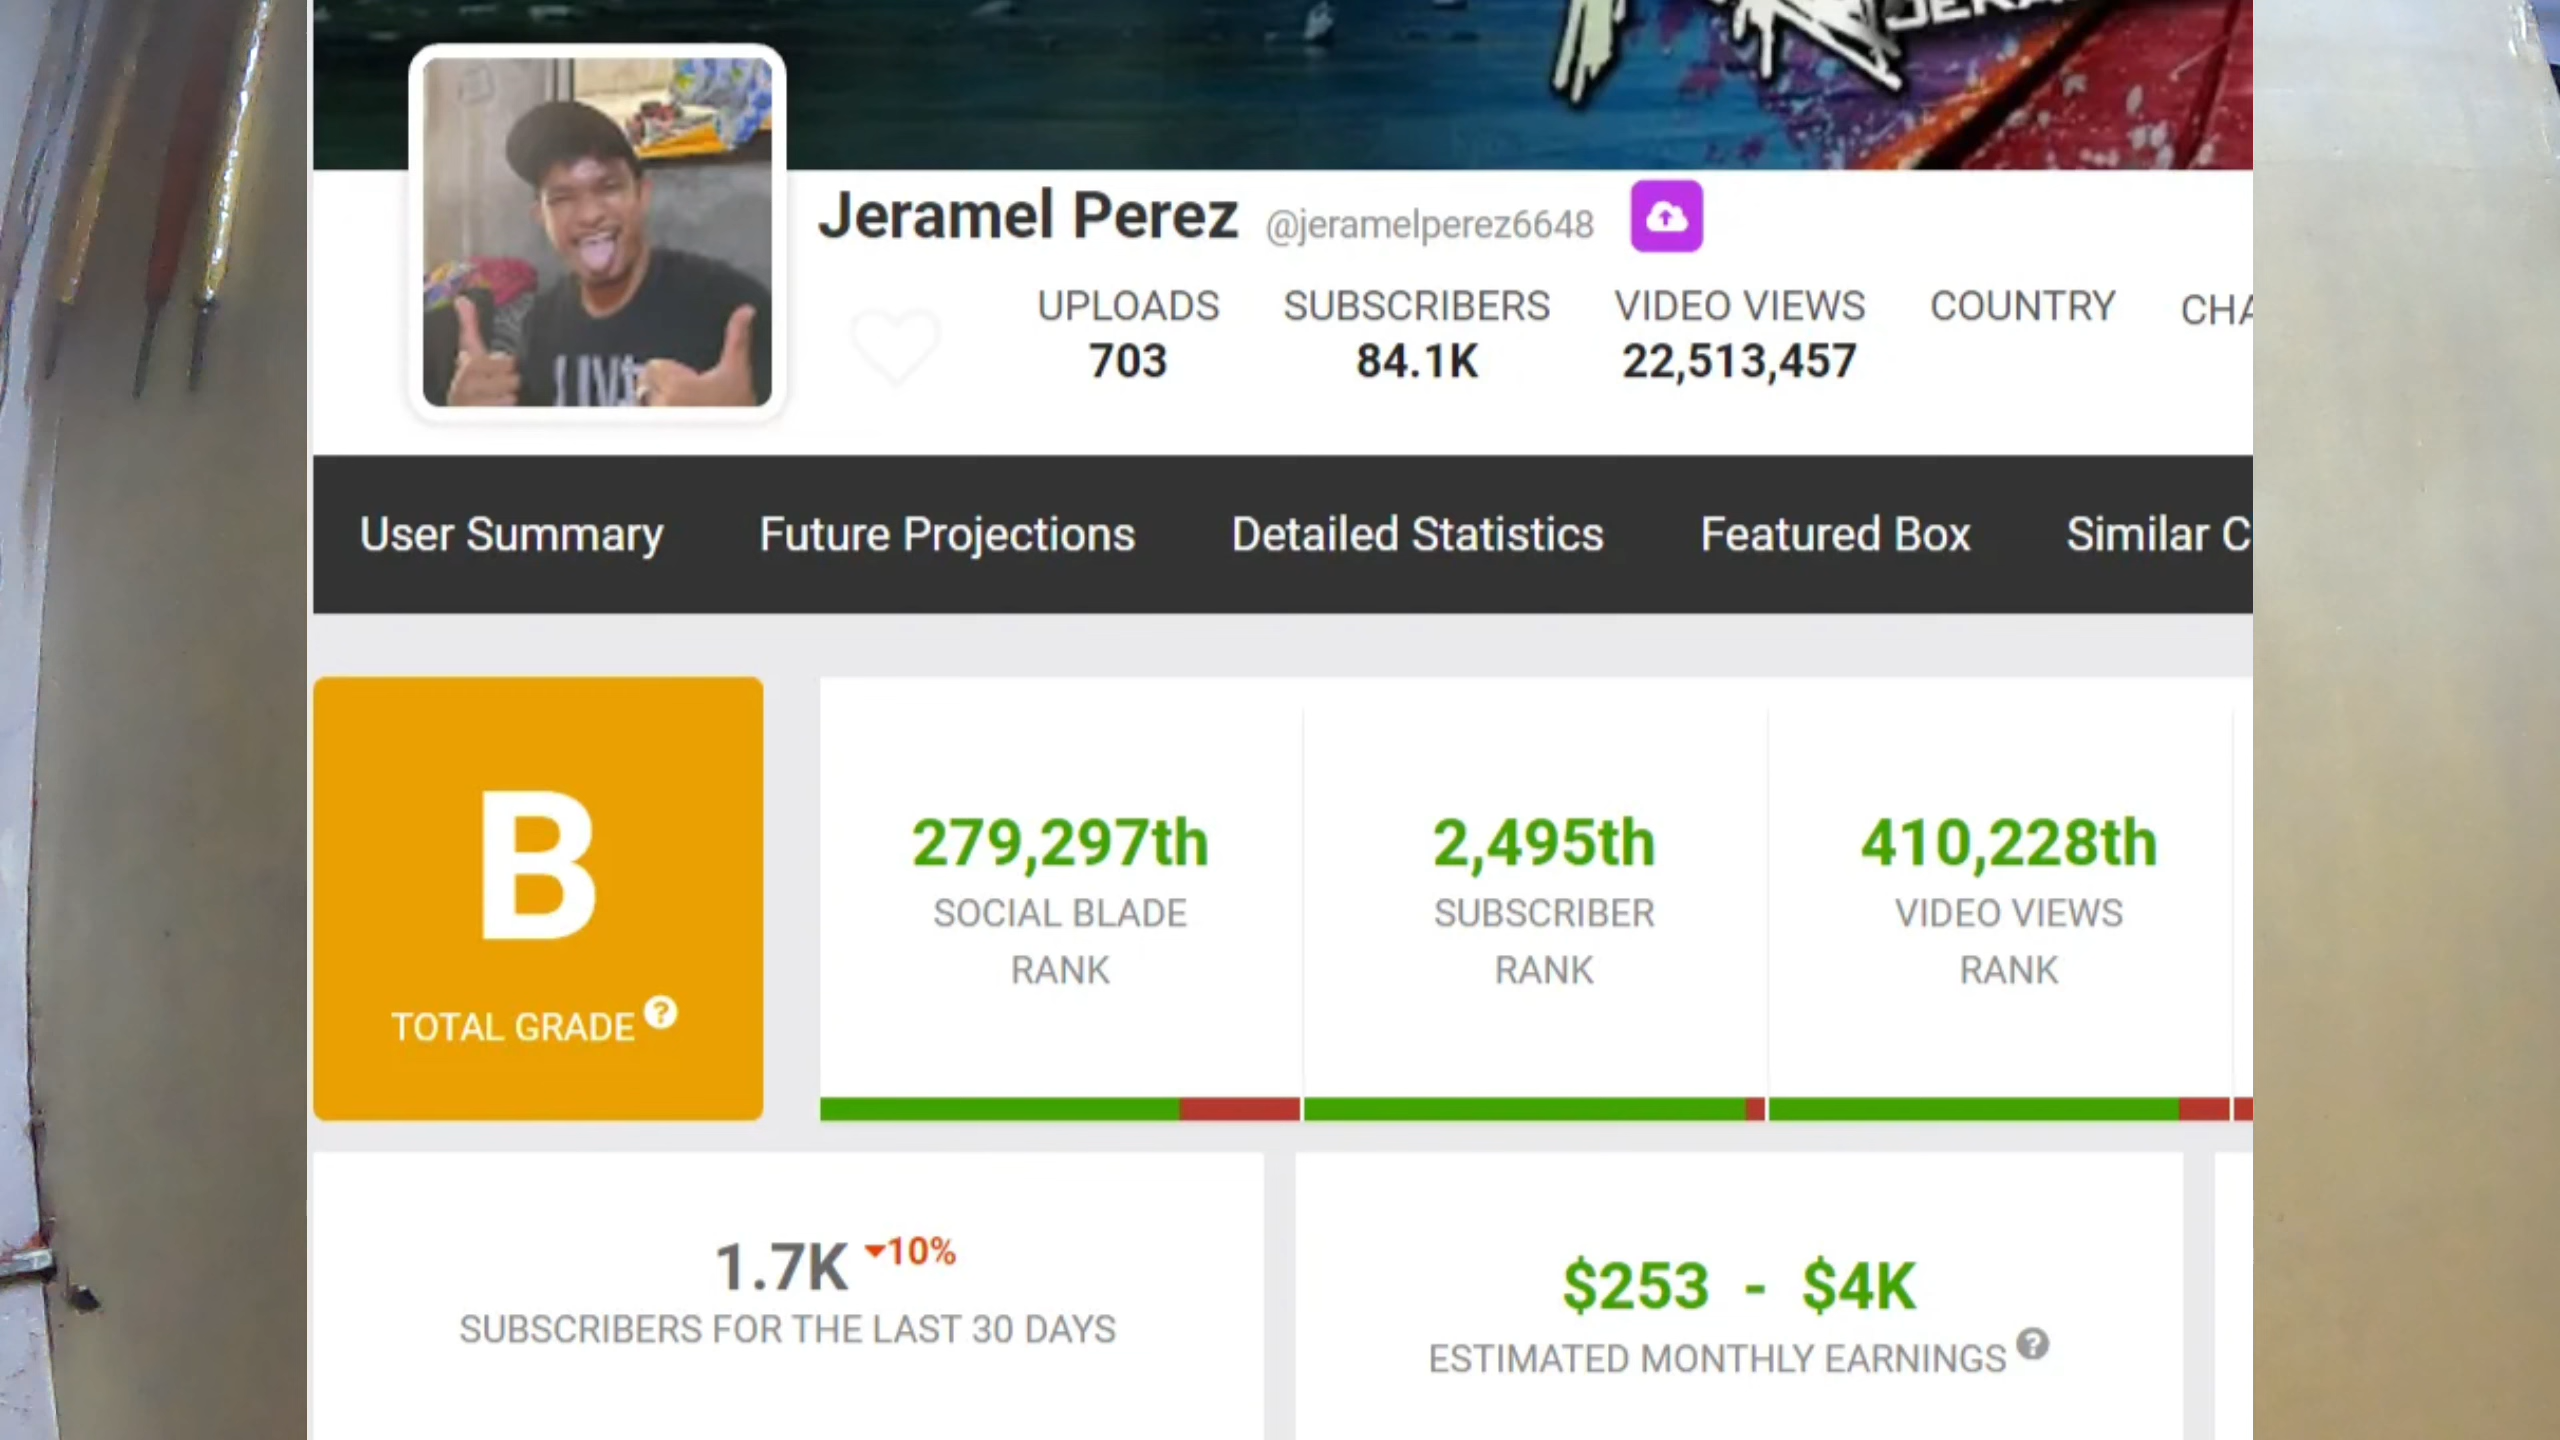 Jeramel Perez @jeramelperez6648
UPLOADS SUBSCRIBERS VIDEO VIEWS COUNTRY CHA
703 84.1K 22,513,457
User Summary Future Projections Detailed Statistics Featured Box Similar C
B
TOTAL GRADE ?
279,297th 2,495th 410,228th
SOCIAL BLADE SUBSCRIBER VIDEO VIEWS
RANK RANK RANK
1.7K 10%
SUBSCRIBERS FOR THE LAST 30 DAYS
$253 - $4K
ESTIMATED MONTHLY EARNINGS ?